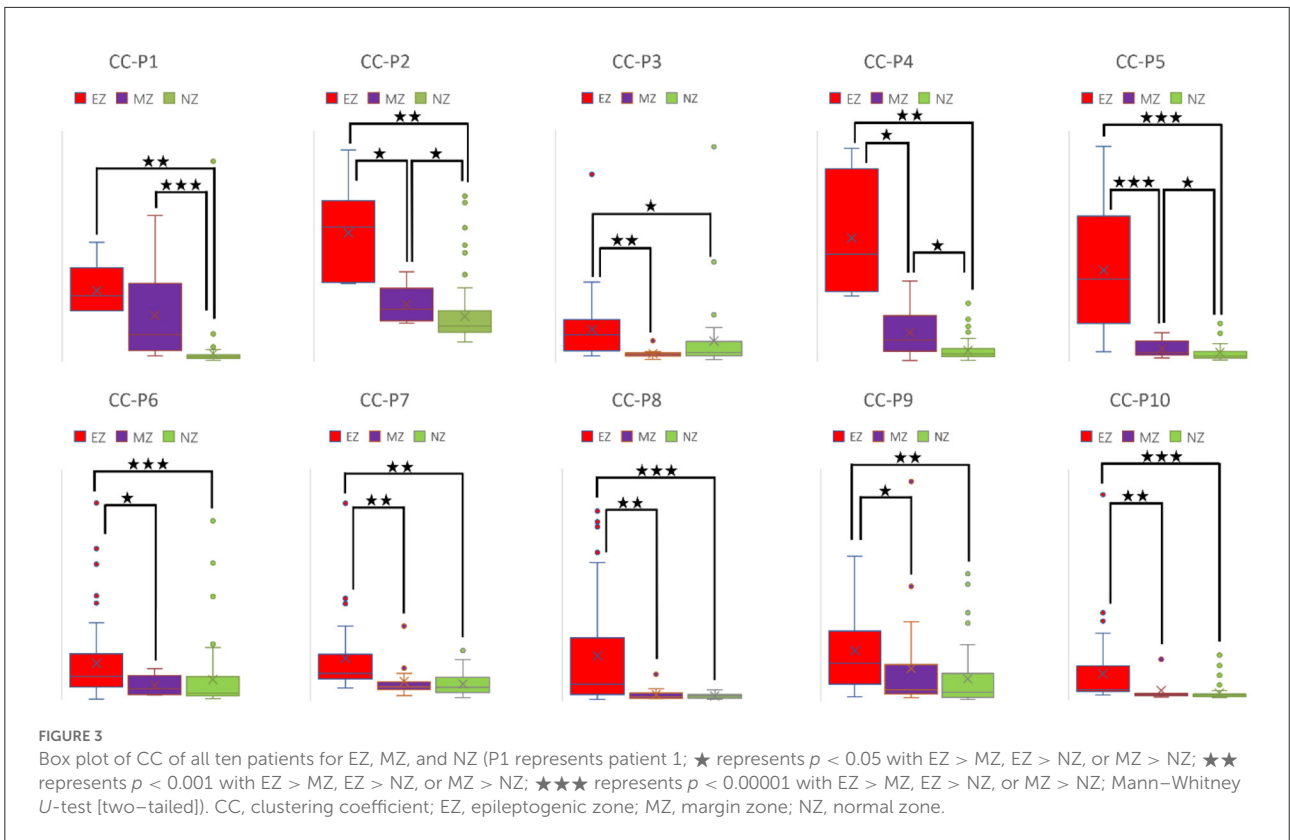 CC-P1 CC-P2 CC-P3 CC-P4 CC-P5
EZ MZ NZ EZ MZ NZ EZ MZ NZ EZ MZ NZ EZ MZ NZ
★★ ★★★
★★ ★ ★
★ ★★
★★ ★ ★
★★★ ★★★ ★
CC-P6 CC-P7 CC-P8 CC-P9 CC-P10
EZ MZ NZ EZ MZ NZ EZ MZ NZ EZ MZ NZ EZ MZ NZ
★★★ ★
★★ ★★
★★★ ★★
★★ ★
★★★ ★★
FIGURE 3
Box plot of CC of all ten patients for EZ, MZ, and NZ (P1 represents patient 1; ★ represents p < 0.05 with EZ > MZ, EZ > NZ, or MZ > NZ; ★★
represents p < 0.001 with EZ > MZ, EZ > NZ, or MZ > NZ; ★★★ represents p < 0.00001 with EZ > MZ, EZ > NZ, or MZ > NZ; Mann–Whitney
U-test [two–tailed]). CC, clustering coefficient; EZ, epileptogenic zone; MZ, margin zone; NZ, normal zone.